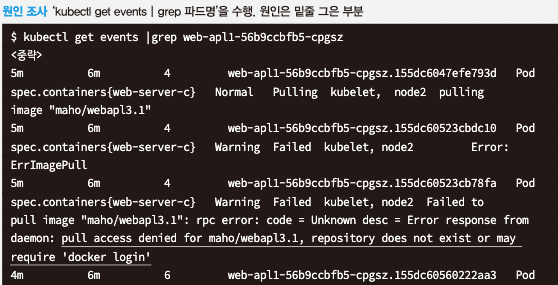 원인 조사 'kubectl get events | grep 파드명'을 수행, 원인은 밑줄 그은 부분
$ kubectl get events |grep web-apl1-56b9ccbfb5-cpgsz
<중략>
5m 6m 4 web-apl1-56b9ccbfb5-cpgsz.155dc6047efe793d Pod
spec.containers{web-server-c} Normal Pulling kubelet, node2 pulling
image "maho/webapl3.1"
5m 6m 4 web-apl1-56b9ccbfb5-cpgsz.155dc60523cbdc10 Pod
spec.containers{web-server-c} Warning Failed kubelet, node2 Error:
ErrImagePull
5m 6m 4 web-apl1-56b9ccbfb5-cpgsz.155dc60523cb78fa Pod
spec.containers{web-server-c} Warning Failed kubelet, node2 Failed to
pull image "maho/webapl3.1": rpc error: code = Unknown desc = Error response from
daemon: pull access denied for maho/webapl3.1, repository does not exist or may
require 'docker login'
4m 6m 6 web-apl1-56b9ccbfb5-cpgsz.155dc60560222aa3 Pod